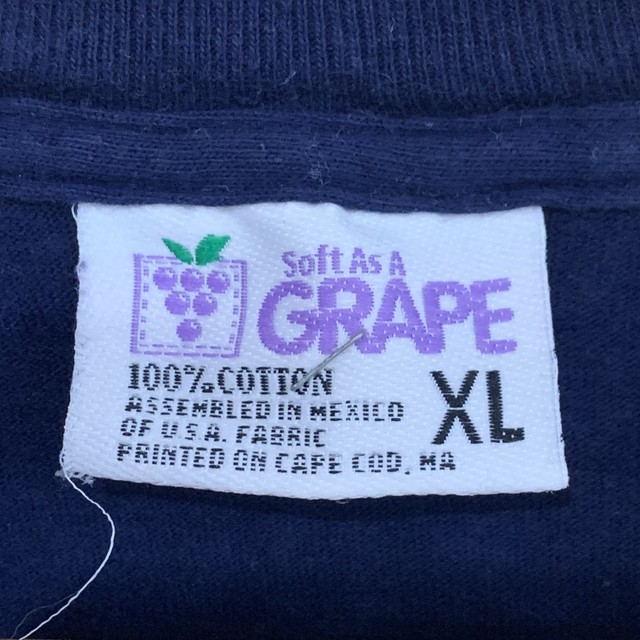 Soft As A
GRAPE
100% COTTON
XL
ASSEMBLED IN MEXICO
OF U.S.A. FABRIC
PRINTED ON CAPE COD, MA